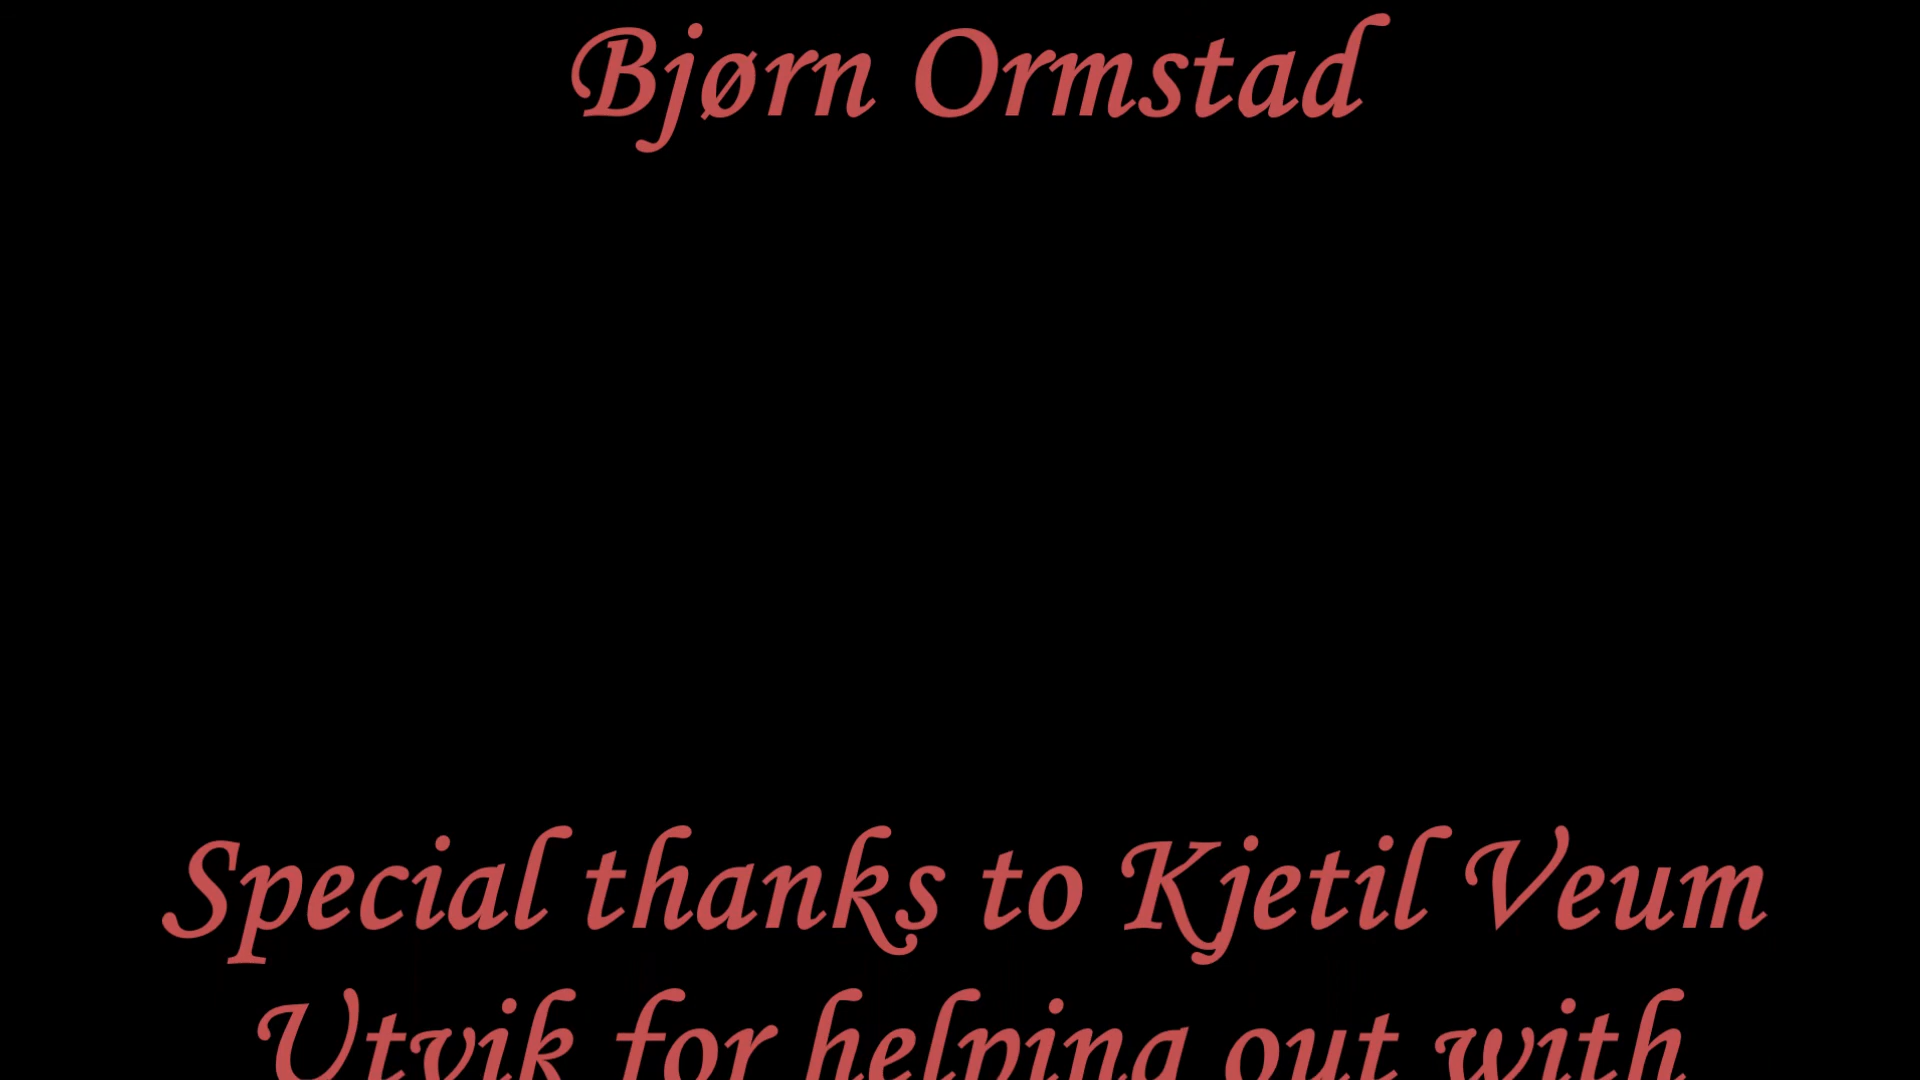 Bjørn Ormstad
Special thanks to Kjetil Veum
Utvik for helping out with